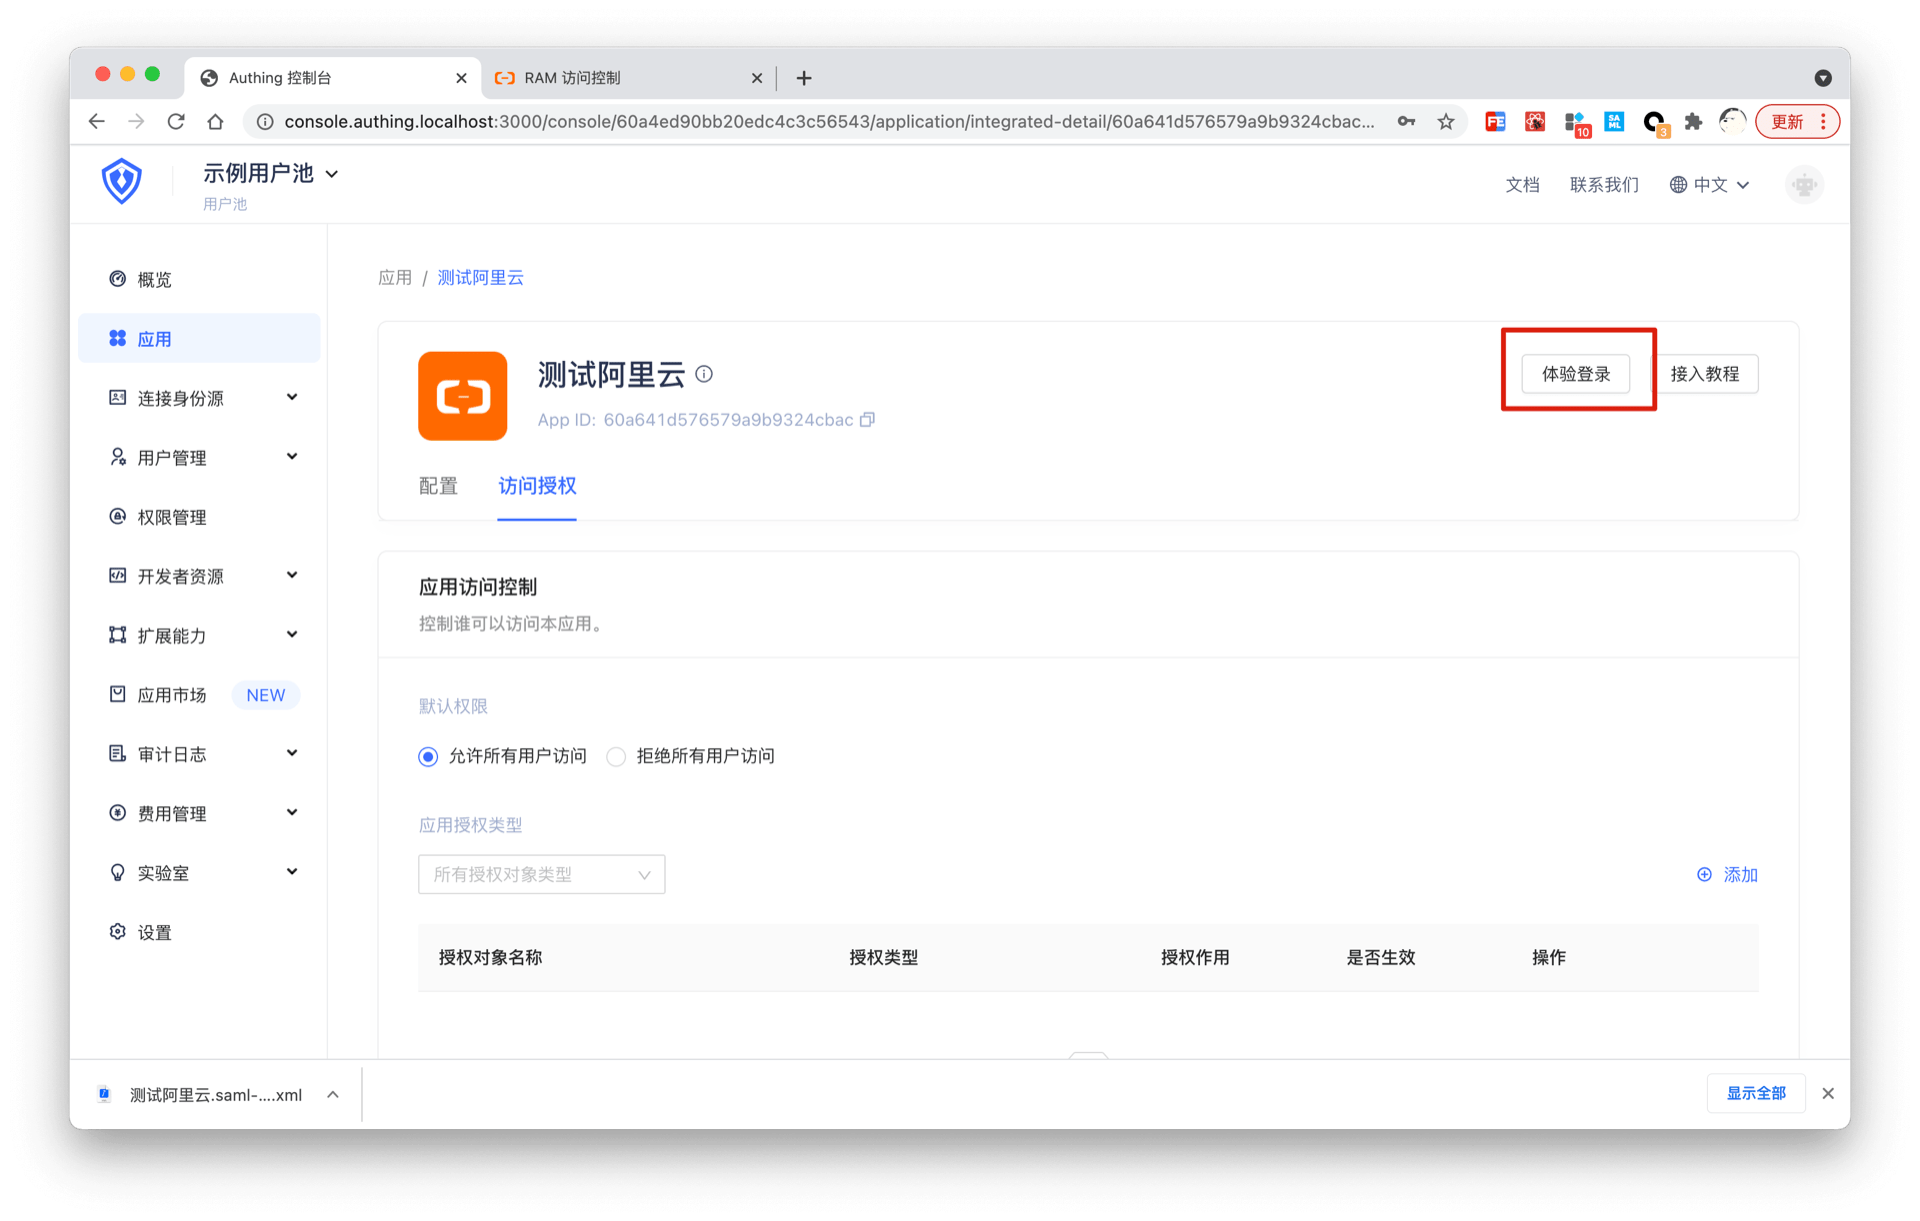 Authing 控制台
RAM 访问控制
console.authing.localhost:3000/console/60a4ed90bb20edc4c3c56543/application/integrated-detail/60a641d576579a9b9324cbac...
FE
10
SA
ML
3
更新
示例用户池
用户池
文档
联系我们
中文
概览
应用
连接身份源
用户管理
权限管理
开发者资源
扩展能力
应用市场 NEW
审计日志
费用管理
实验室
设置
应用 / 测试阿里云
测试阿里云
App ID: 60a641d576579a9b9324cbac
体验登录
接入教程
配置
访问授权
应用访问控制
控制谁可以访问本应用。
默认权限
允许所有用户访问
拒绝所有用户访问
应用授权类型
所有授权对象类型
添加
授权对象名称 授权类型 授权作用 是否生效 操作
测试阿里云.saml-....xml
显示全部